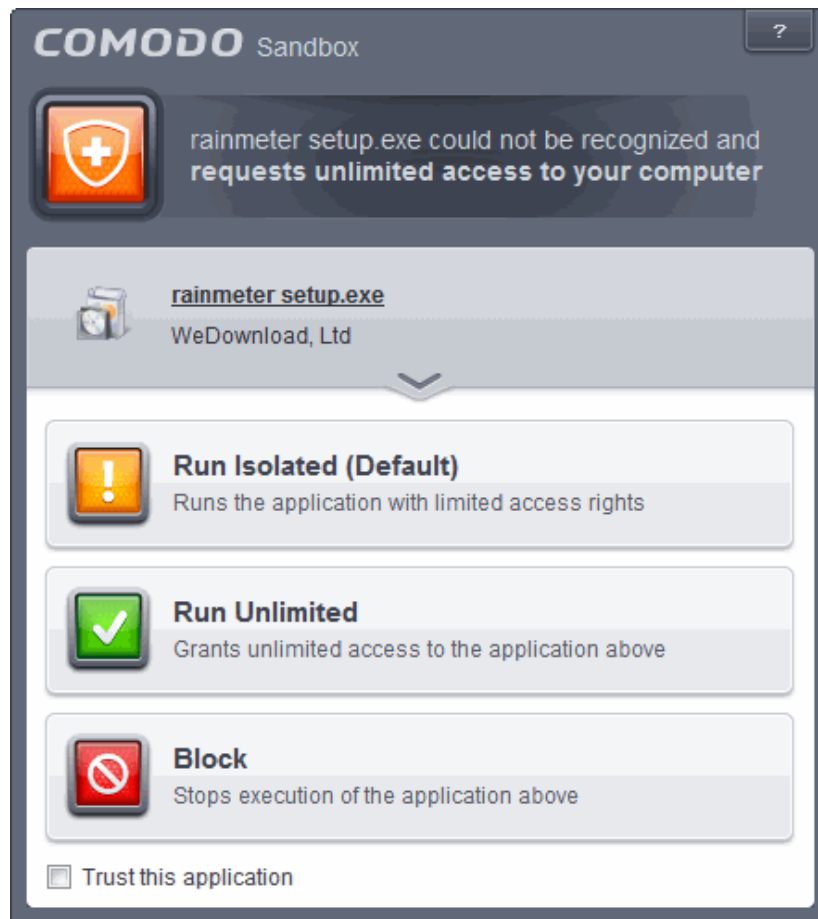 COMODO Sandbox
?
rainmeter setup.exe could not be recognized and
requests unlimited access to your computer
rainmeter setup.exe
WeDownload, Ltd
Run Isolated (Default)
Runs the application with limited access rights
Run Unlimited
Grants unlimited access to the application above
Block
Stops execution of the application above
Trust this application